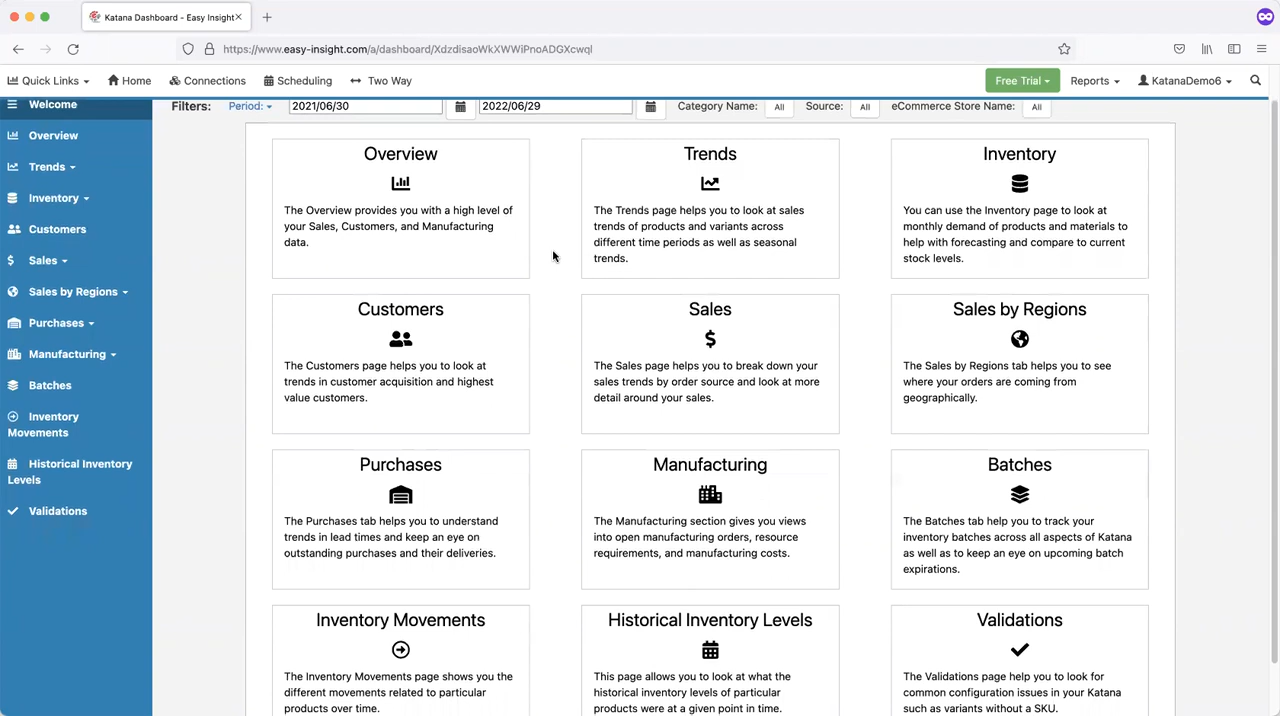 Katana Dashboard - Easy Insight
https://www.easy-insight.com/a/dashboard/XdzdisaoWkXWWiPnoADGXcwql
Quick Links
Home
Connections
Scheduling
Two Way
Free Trial
Reports
KatanaDemo6
Welcome
Overview
Trends
Inventory
Customers
Sales
Sales by Regions
Purchases
Manufacturing
Batches
Inventory
Movements
Historical Inventory
Levels
Validations
Filters:
Period:
2021/06/30
2022/06/29
Category Name:
All
Source:
All
eCommerce Store Name:
All
Overview
The Overview provides you with a high level of
your Sales, Customers, and Manufacturing
data.
Trends
The Trends page helps you to look at sales
trends of products and variants across
different time periods as well as seasonal
trends.
Inventory
You can use the Inventory page to look at
monthly demand of products and materials to
help with forecasting and compare to current
stock levels.
Customers
The Customers page helps you to look at
trends in customer acquisition and highest
value customers.
Sales
The Sales page helps you to break down your
sales trends by order source and look at more
detail around your sales.
Sales by Regions
The Sales by Regions tab helps you to see
where your orders are coming from
geographically.
Purchases
The Purchases tab helps you to understand
trends in lead times and keep an eye on
outstanding purchases and their deliveries.
Manufacturing
The Manufacturing section gives you views
into open manufacturing orders, resource
requirements, and manufacturing costs.
Batches
The Batches tab help you to track your
inventory batches across all aspects of Katana
as well as to keep an eye on upcoming batch
expirations.
Inventory Movements
The Inventory Movements page shows you the
different movements related to particular
products over time.
Historical Inventory Levels
This page allows you to look at what the
historical inventory levels of particular
products were at a given point in time.
Validations
The Validations page help you to look for
common configuration issues in your Katana
such as variants without a SKU.